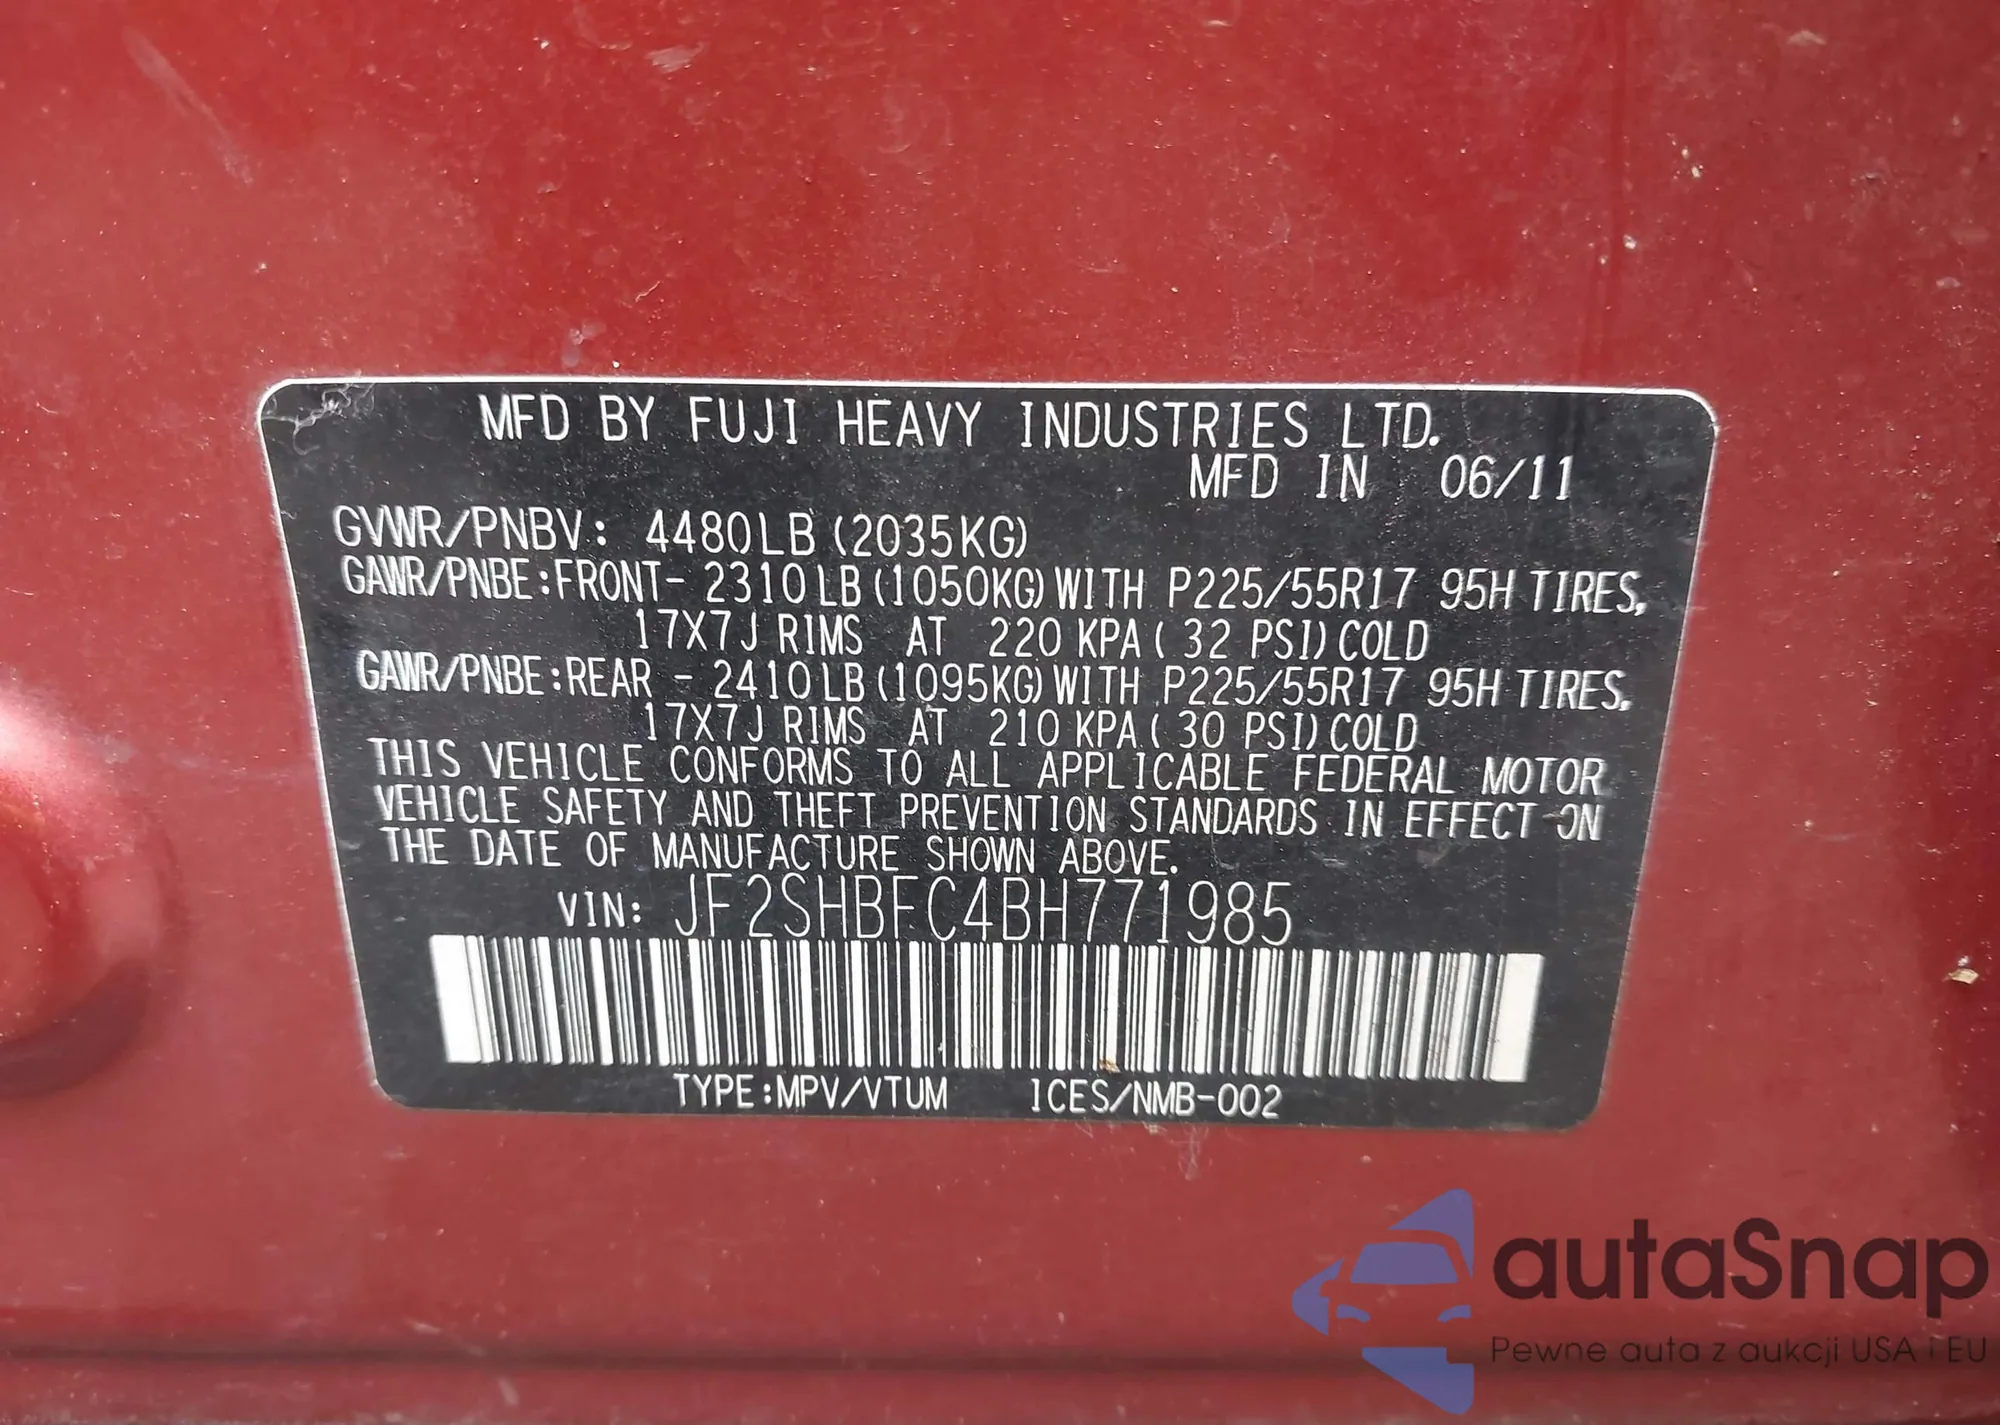 MFD BY FUJI HEAVY INDUSTRIES LTD.
MFD IN 06/11
GVWR/PNBV: 4480LB (2035KG)
GAWR/PNBE:FRONT- 2310LB (1050KG) WITH P225/55R17 95H TIRES,
17X7J RIMS AT 220 KPA ( 32 PSI) COLD
GAWR/PNBE:REAR - 2410LB (1095KG) WITH P225/55R17 95H TIRES,
17X7J RIMS AT 210 KPA ( 30 PSI) COLD
THIS VEHICLE CONFORMS TO ALL APPLICABLE FEDERAL MOTOR
VEHICLE SAFETY AND THEFT PREVENTION STANDARDS IN EFFECT ON
THE DATE OF MANUFACTURE SHOWN ABOVE.
VIN: JF2SHBFC4BH771985
TYPE:MPV/VTUM ICES/NMB-002
autaSnap
Pewne auta z aukcji USA i EU